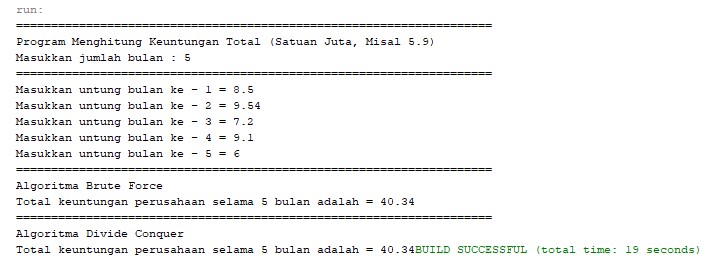 run:
==================================================================
Program Menghitung Keuntungan Total (Satuan Juta, Misal 5.9)
Masukkan jumlah bulan : 5
==================================================================
Masukkan untung bulan ke - 1 = 8.5
Masukkan untung bulan ke - 2 = 9.54
Masukkan untung bulan ke - 3 = 7.2
Masukkan untung bulan ke - 4 = 9.1
Masukkan untung bulan ke - 5 = 6
==================================================================
Algoritma Brute Force
Total keuntungan perusahaan selama 5 bulan adalah = 40.34
==================================================================
Algoritma Divide Conquer
Total keuntungan perusahaan selama 5 bulan adalah = 40.34BUILD SUCCESSFUL (total time: 19 seconds)